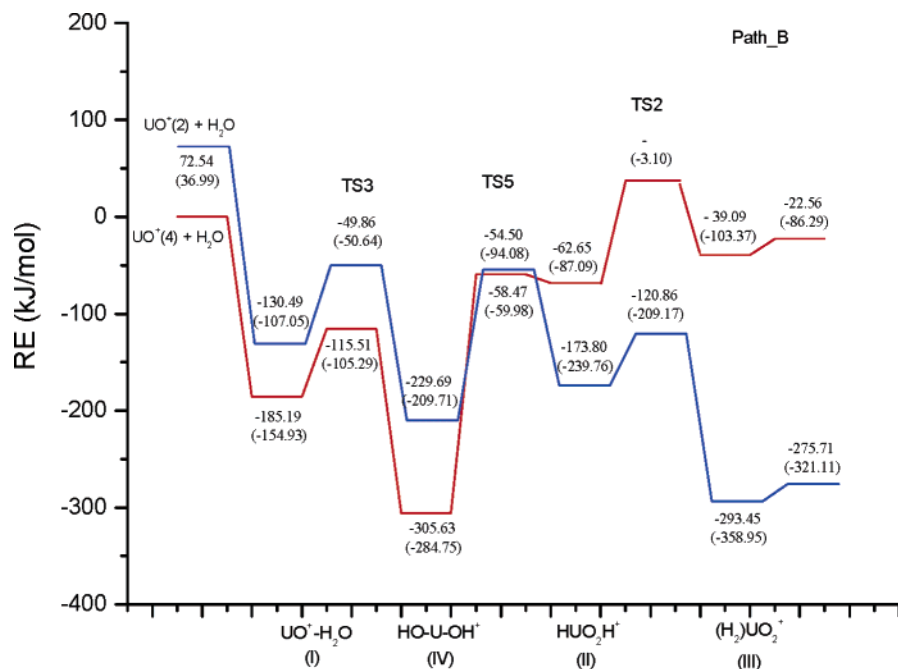 200
100
0
-100
-200
-300
-400
RE (kJ/mol)
Path_B
UO⁺(2) + H₂O
72.54
(36.99)
UO⁺(4) + H₂O
-130.49
(-107.05)
-185.19
(-154.93)
TS3
-49.86
(-50.64)
-115.51
(-105.29)
-229.69
(-209.71)
-305.63
(-284.75)
TS5
-54.50
(-94.08)
-58.47
(-59.98)
-62.65
(-87.09)
-173.80
(-239.76)
TS2
-
(-3.10)
-120.86
(-209.17)
-39.09
(-103.37)
-293.45
(-358.95)
-22.56
(-86.29)
-275.71
(-321.11)
UO⁺-H₂O
(I)
HO-U-OH⁺
(IV)
HUO₂H⁺
(II)
(H₂)UO₂⁺
(III)